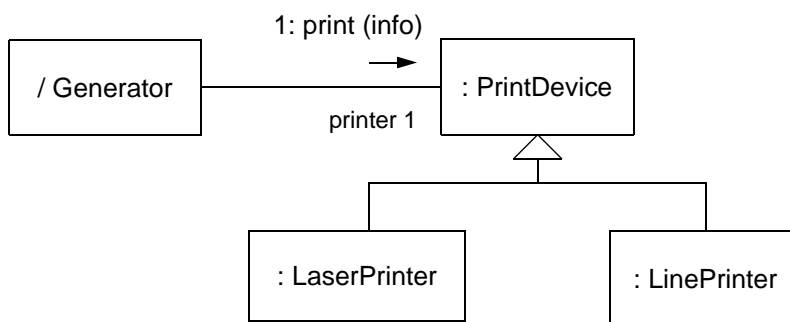 1: print (info)
/ Generator
: PrintDevice
printer 1
: LaserPrinter
: LinePrinter